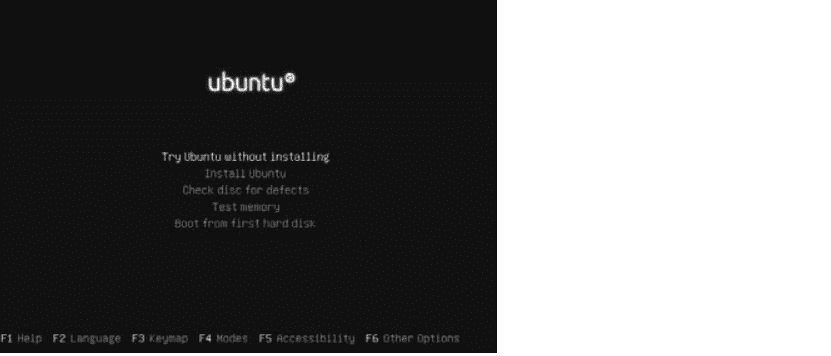 ubuntu
Try Ubuntu without installing
Install Ubuntu
Check disc for defects
Test memory
Boot from first hard disk
F1 Help F2 Language F3 Keymap F4 Modes F5 Accessibility F6 Other Options